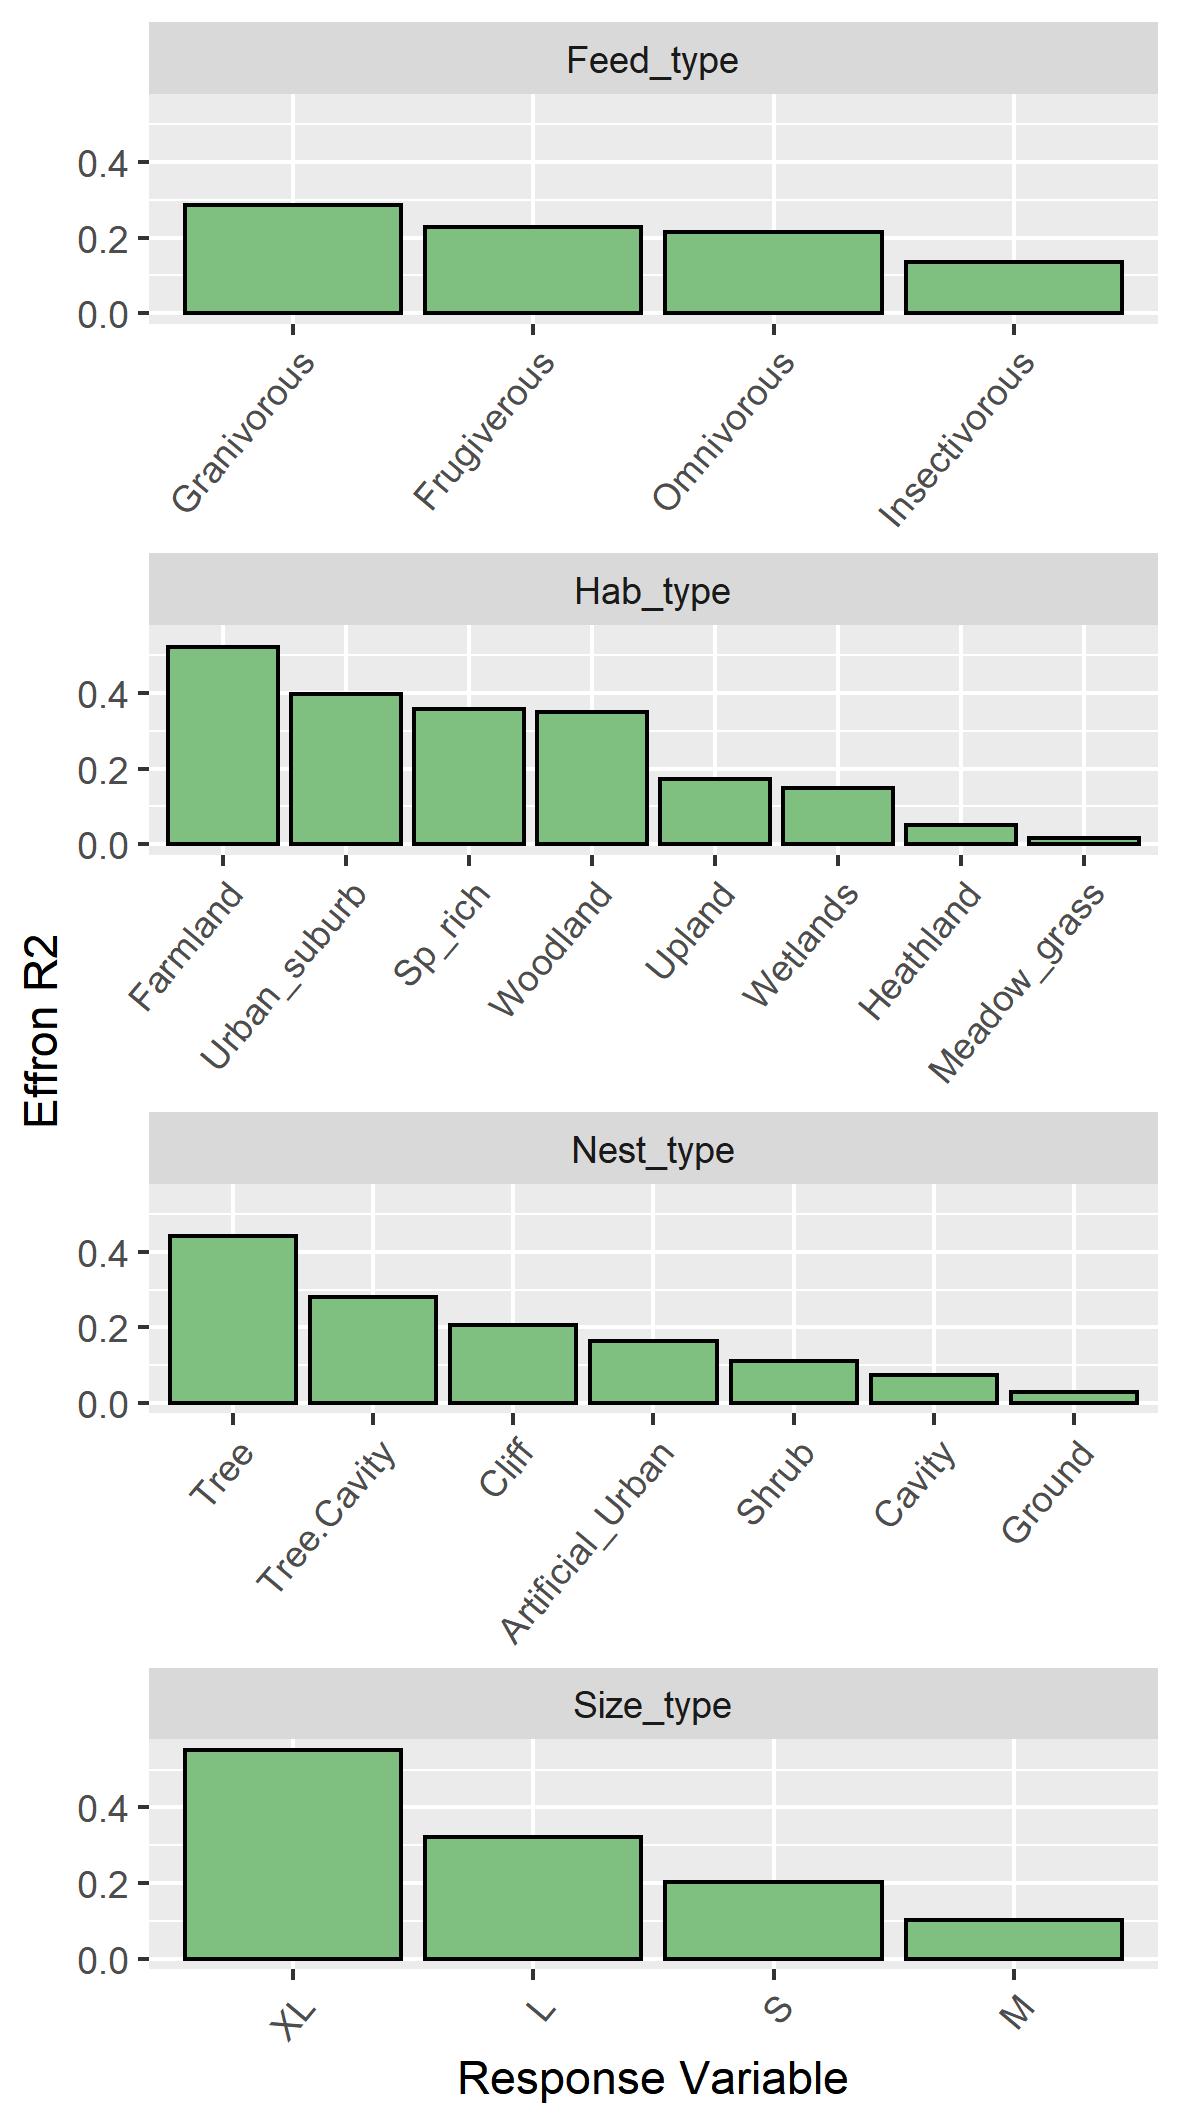 Feed_type
0.4
0.2
0.0
Granivorous
Frugiverous
Omnivorous
Insectivorous
Hab_type
0.4
0.2
0.0
Farmland
Urban_suburb
Sp_rich
Woodland
Upland
Wetlands
Heathland
Meadow_grass
Effron R2
Nest_type
0.4
0.2
0.0
Tree
Tree.Cavity
Cliff
Artificial_Urban
Shrub
Cavity
Ground
Size_type
0.4
0.2
0.0
XL
L
S
M
Response Variable